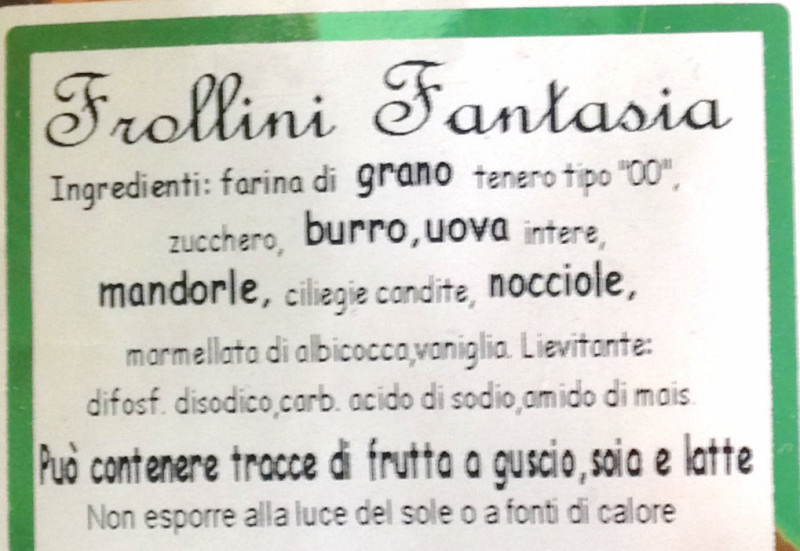 Frollini Fantasia
Ingredienti: farina di grano tenero tipo "00",
zucchero, burro,uova intere,
mandorle, ciliegie candite, nocciole,
marmellata di albicocca,vaniglia. Lievitante:
difosf. disodico,carb. acido di sodio,amido di mais.
Può contenere tracce di frutta a guscio,soia e latte
Non esporre alla luce del sole o a fonti di calore